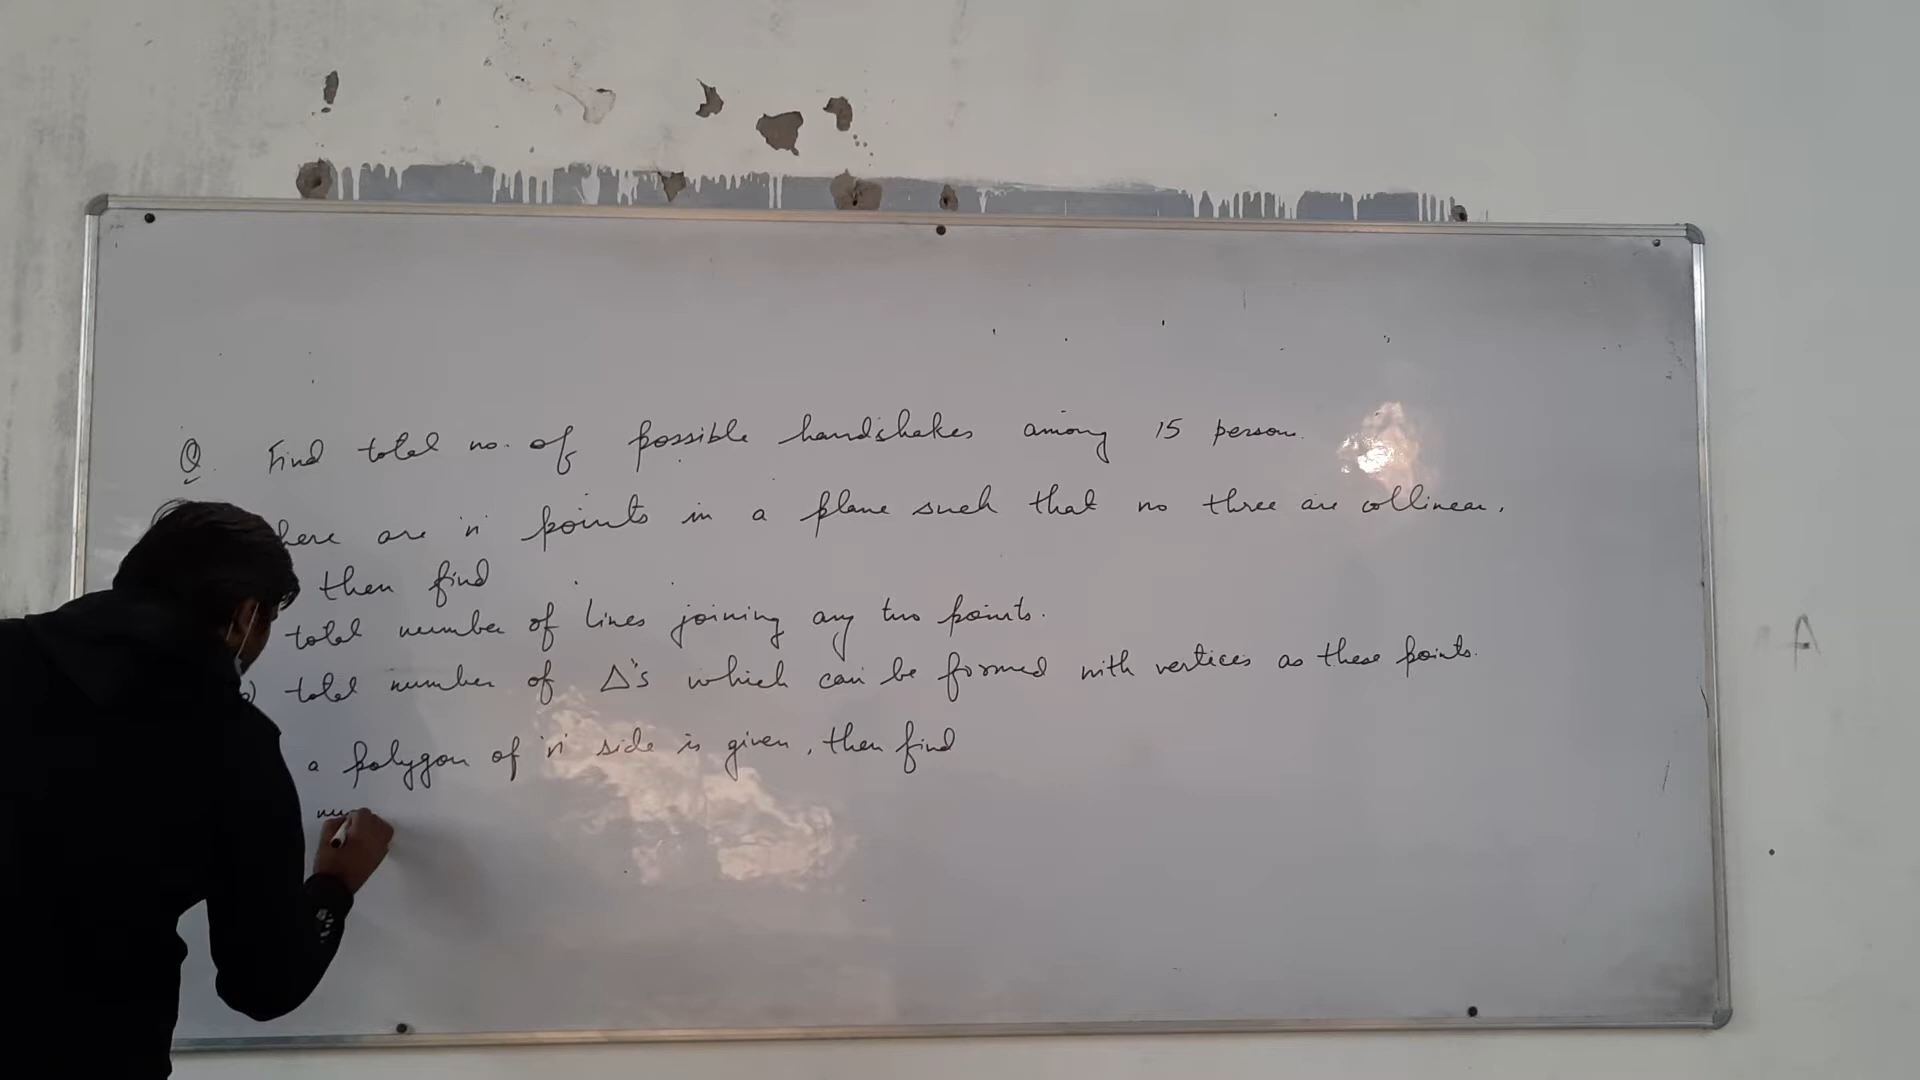 Q. Find total no. of possible handshakes among 15 person.
here are 'n' points in a plane such that no three are collinear.
then find
total number of lines joining any two points.
) total number of Δ's which can be formed with vertices as these points.
a polygon of 'n' side is given, then find
A